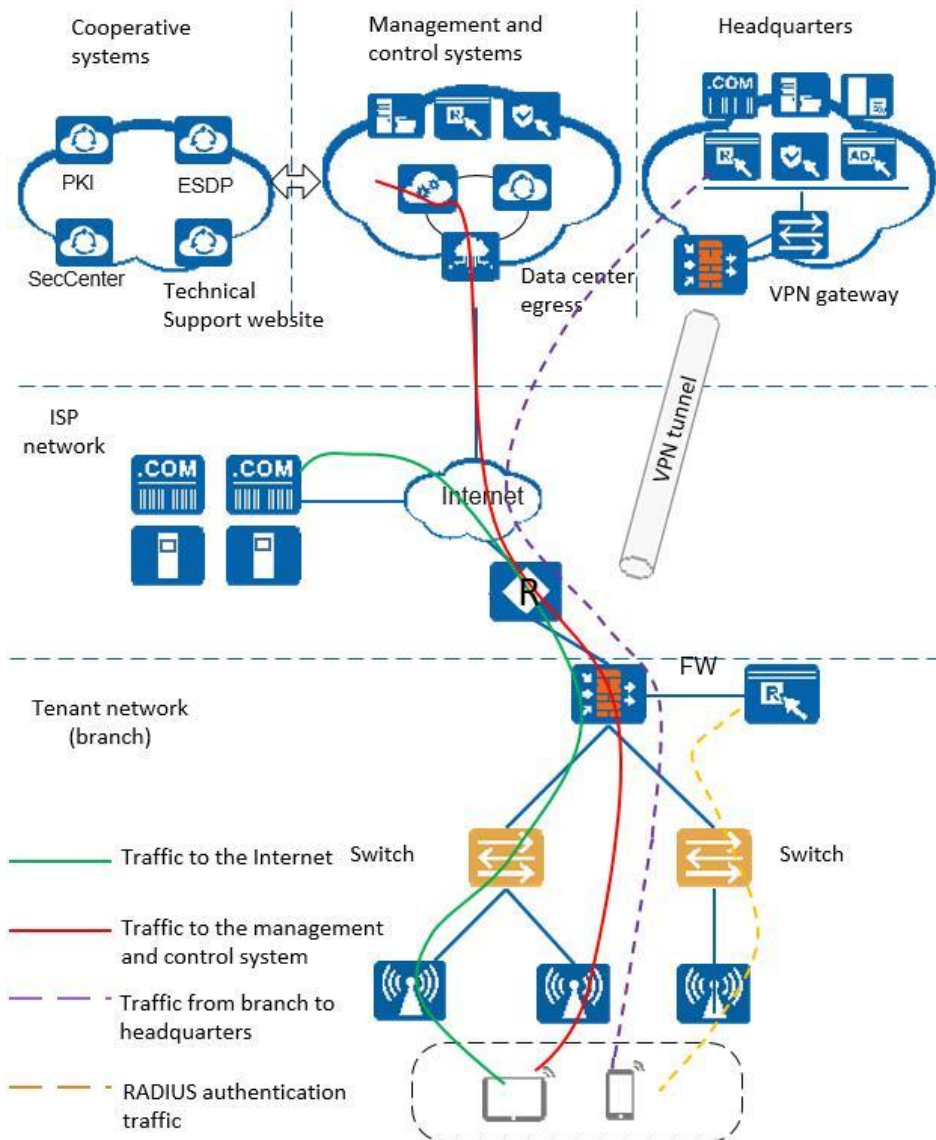 Cooperative
systems
Management and
control systems
Headquarters
.COM
R
R
AD
PKI
ESDP
SecCenter
Technical
Support website
Data center
egress
VPN gateway
VPN tunnel
ISP
network
.COM
.COM
Internet
R
FW
R
Tenant network
(branch)
Switch
Switch
Traffic to the Internet
Traffic to the management
and control system
Traffic from branch to
headquarters
RADIUS authentication
traffic